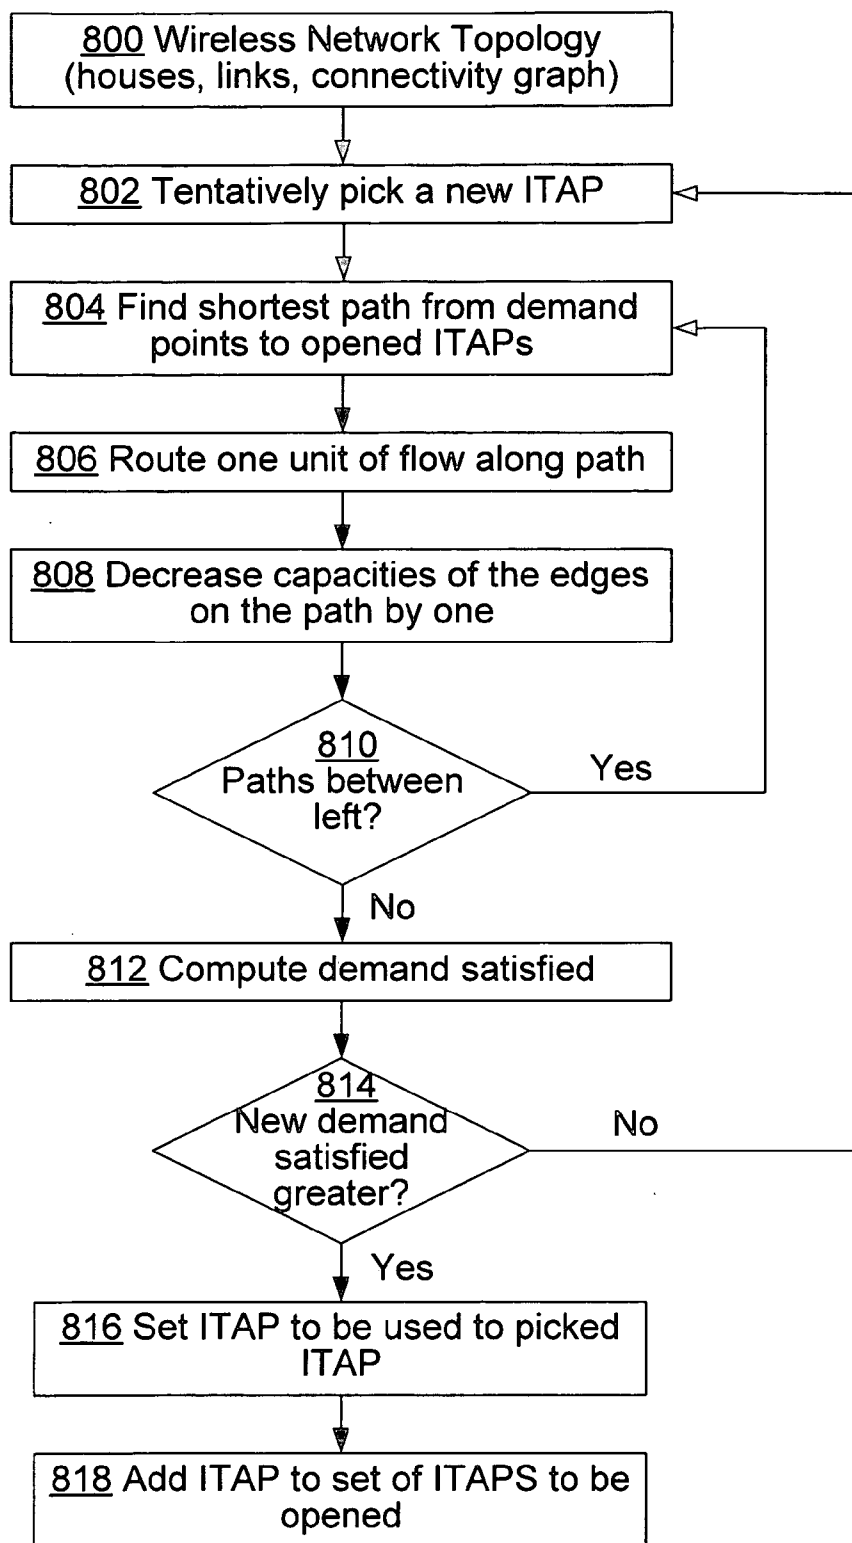 800 Wireless Network Topology
(houses, links, connectivity graph)
802 Tentatively pick a new ITAP
804 Find shortest path from demand
points to opened ITAPs
806 Route one unit of flow along path
808 Decrease capacities of the edges
on the path by one
810
Paths between
left?
Yes
No
812 Compute demand satisfied
814
New demand
satisfied
greater?
No
Yes
816 Set ITAP to be used to picked
ITAP
818 Add ITAP to set of ITAPS to be
opened